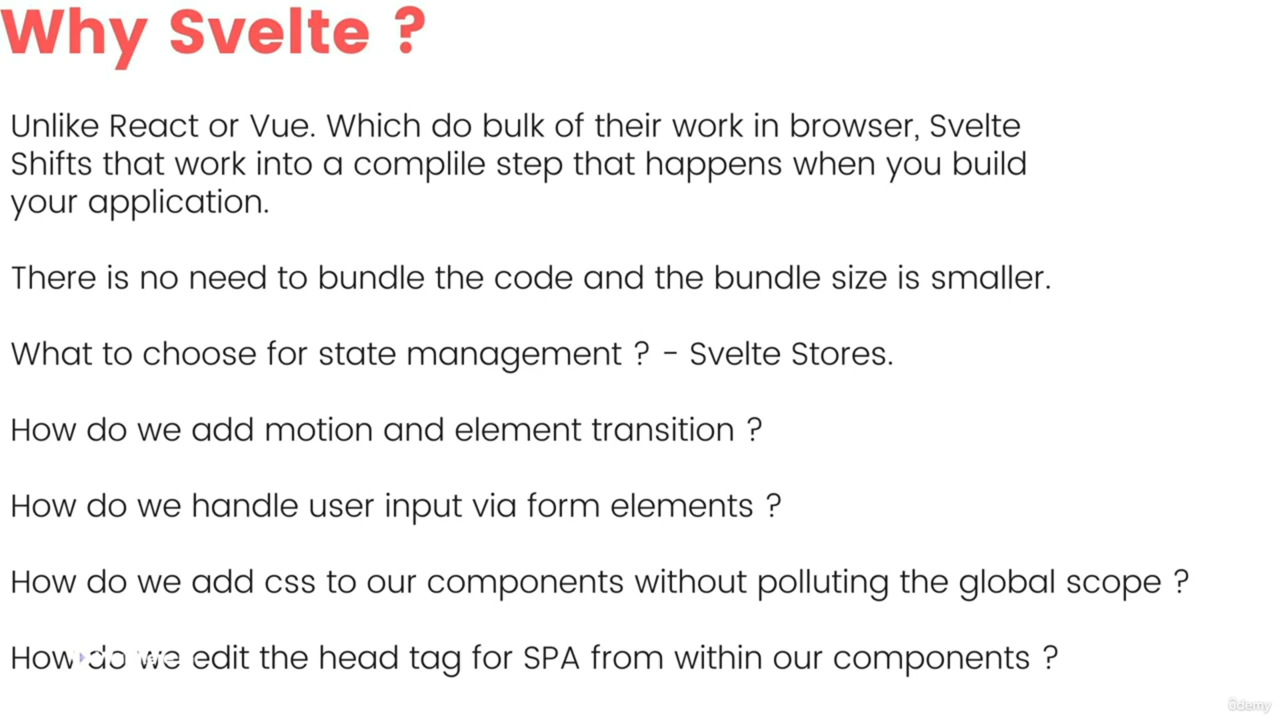 Why Svelte ?
Unlike React or Vue. Which do bulk of their work in browser, Svelte
Shifts that work into a complile step that happens when you build
your application.
There is no need to bundle the code and the bundle size is smaller.
What to choose for state management ? - Svelte Stores.
How do we add motion and element transition ?
How do we handle user input via form elements ?
How do we add css to our components without polluting the global scope ?
How do we edit the head tag for SPA from within our components ?
ûdemy